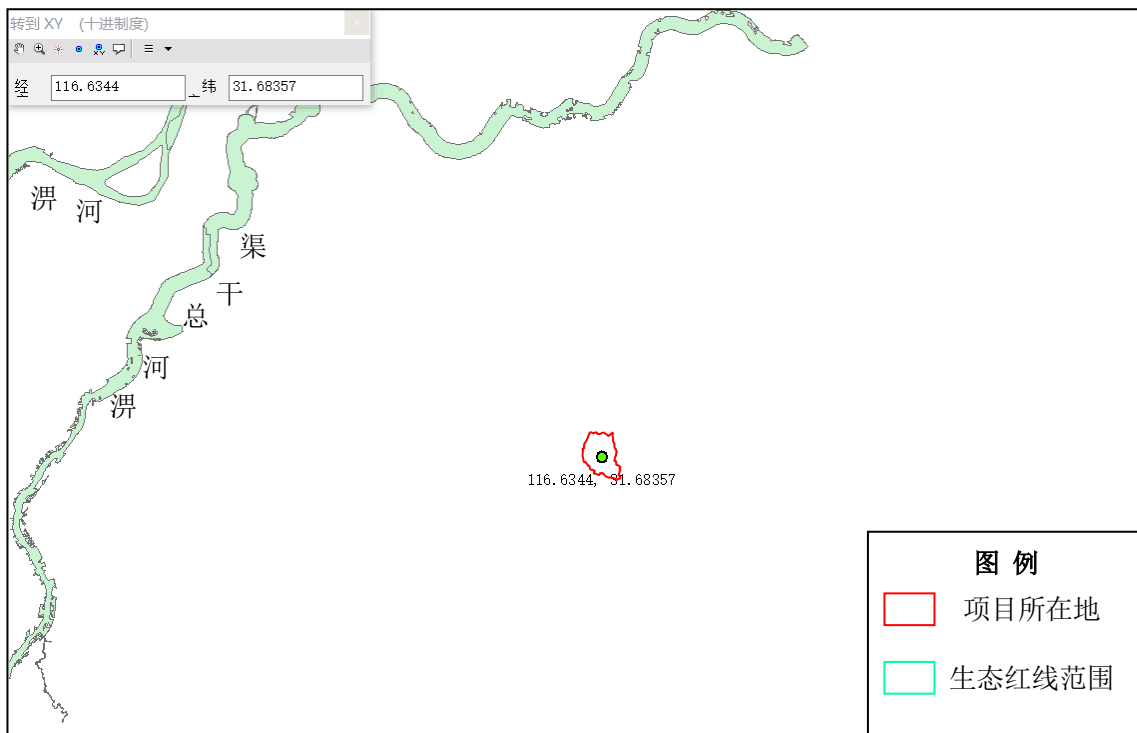 转到 XY (十进制度)
经 116.6344 纬 31.68357
淠河
淠河总干渠
116.6344, 31.68357
图 例
项目所在地
生态红线范围